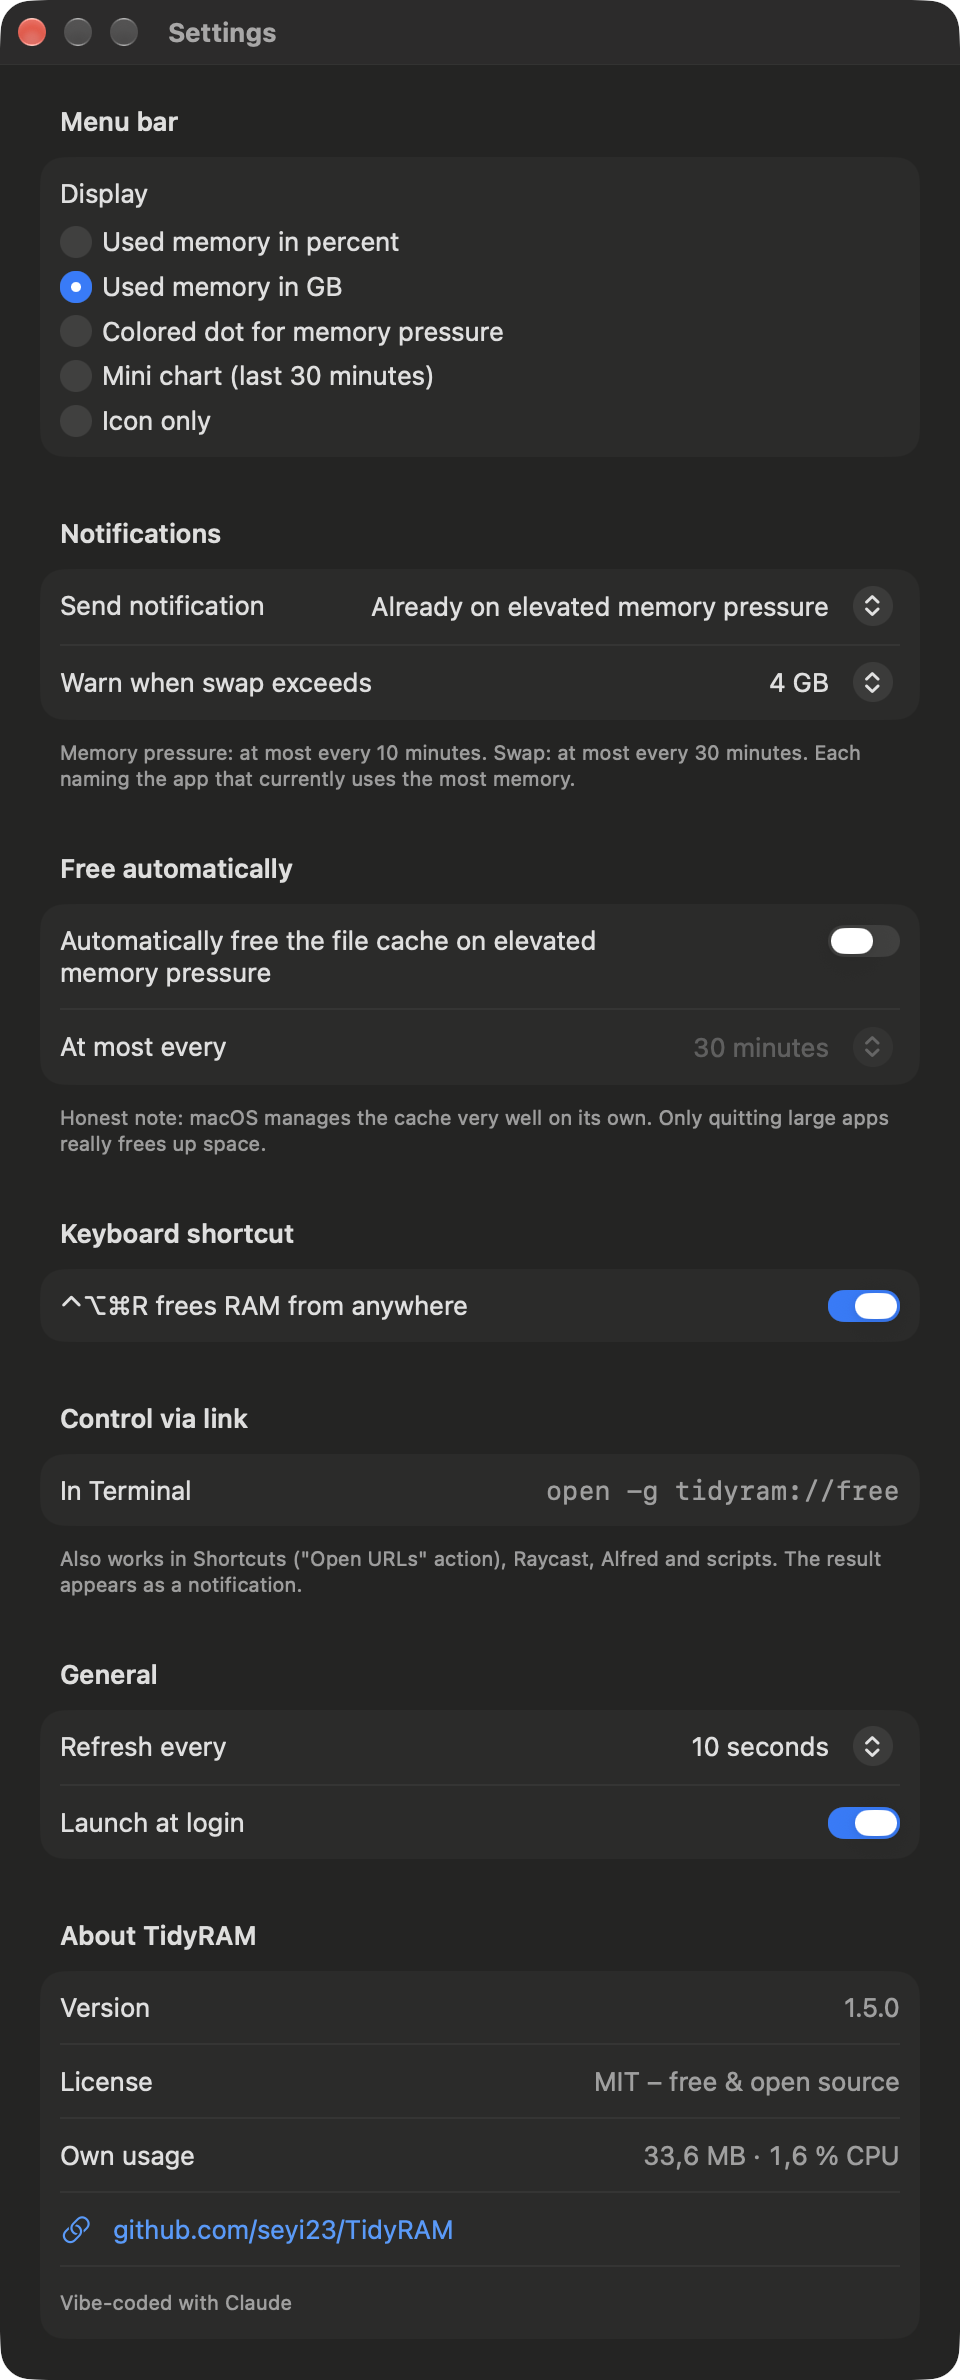 Settings
Menu bar
Display
Used memory in percent
Used memory in GB
Colored dot for memory pressure
Mini chart (last 30 minutes)
Icon only
Notifications
Send notification Already on elevated memory pressure
Warn when swap exceeds 4 GB
Memory pressure: at most every 10 minutes. Swap: at most every 30 minutes. Each
naming the app that currently uses the most memory.
Free automatically
Automatically free the file cache on elevated
memory pressure
At most every 30 minutes
Honest note: macOS manages the cache very well on its own. Only quitting large apps
really frees up space.
Keyboard shortcut
^⌥⌘R frees RAM from anywhere
Control via link
In Terminal open -g tidyram://free
Also works in Shortcuts ("Open URLs" action), Raycast, Alfred and scripts. The result
appears as a notification.
General
Refresh every 10 seconds
Launch at login
About TidyRAM
Version 1.5.0
License MIT – free & open source
Own usage 33,6 MB · 1,6 % CPU
github.com/seyi23/TidyRAM
Vibe-coded with Claude